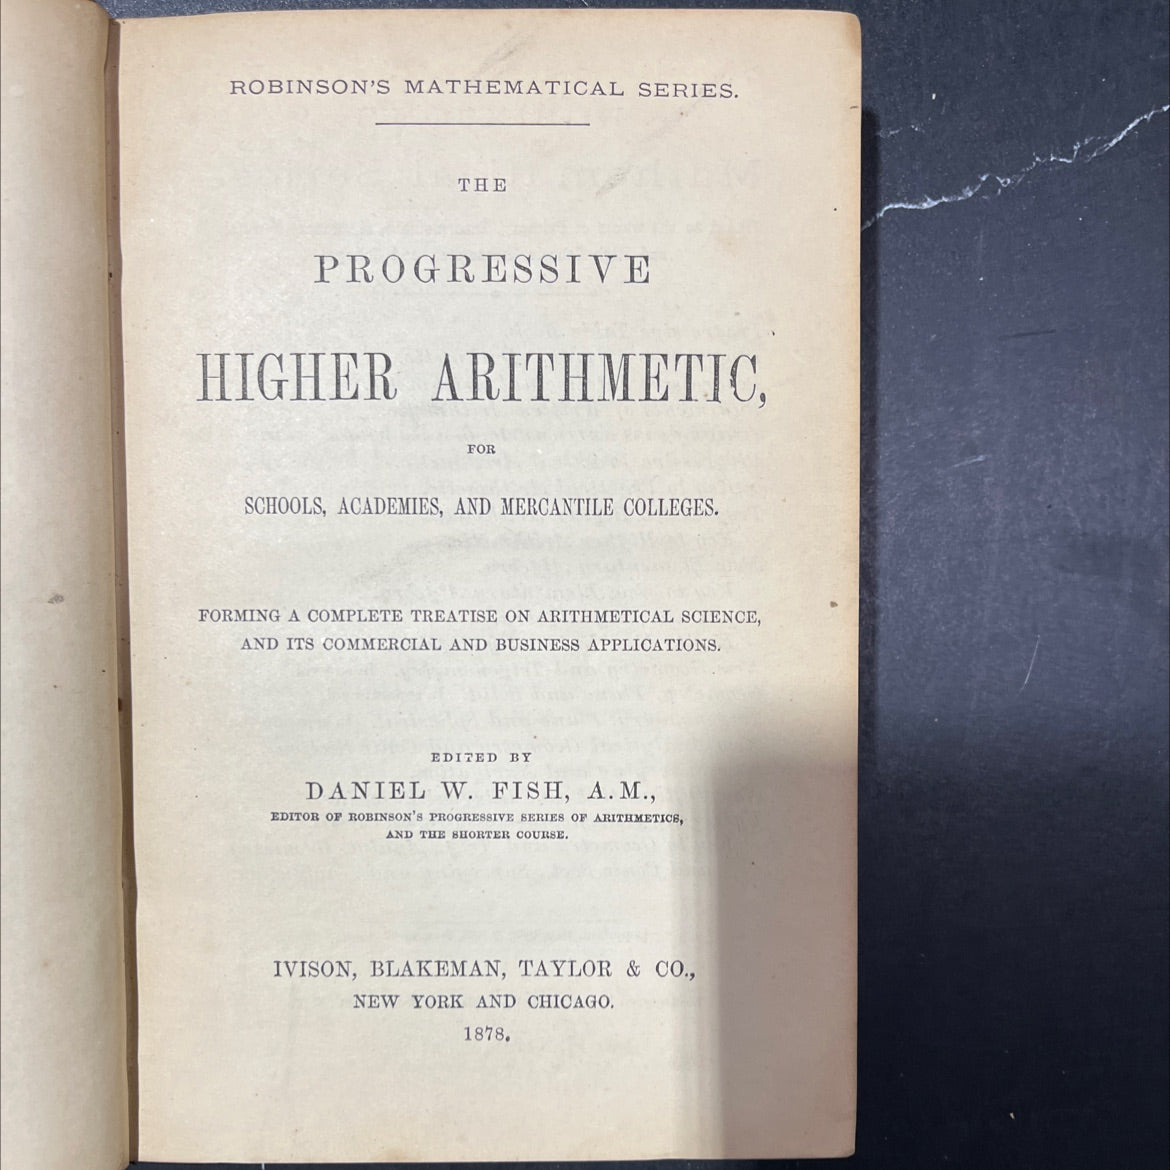 ROBINSON'S MATHEMATICAL SERIES.
THE
PROGRESSIVE
HIGHER ARITHMETIC,
FOR
SCHOOLS, ACADEMIES, AND MERCANTILE COLLEGES.
FORMING A COMPLETE TREATISE ON ARITHMETICAL SCIENCE,
AND ITS COMMERCIAL AND BUSINESS APPLICATIONS.
EDITED BY
DANIEL W. FISH, A.M.,
EDITOR OF ROBINSON'S PROGRESSIVE SERIES OF ARITHMETICS,
AND THE SHORTER COURSE.
IVISON, BLAKEMAN, TAYLOR & CO.,
NEW YORK AND CHICAGO.
1878.